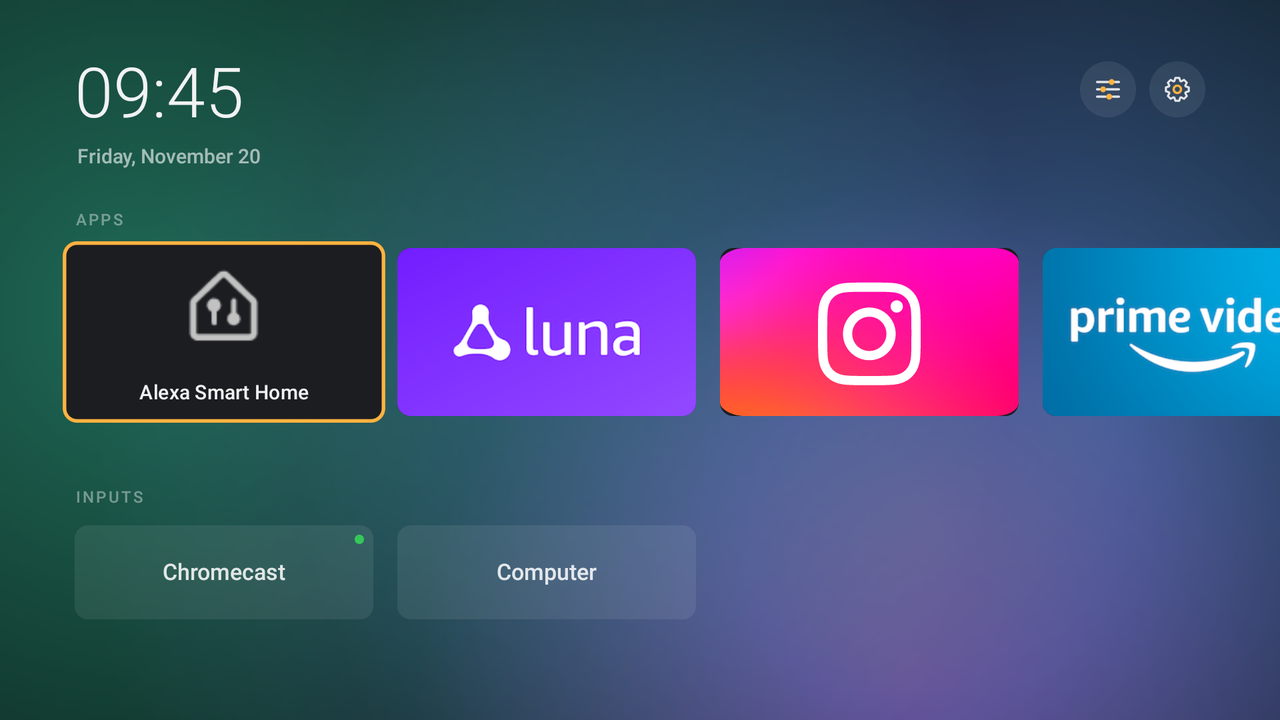 09:45
Friday, November 20
APPS
Alexa Smart Home
luna
prime vide
INPUTS
Chromecast
Computer